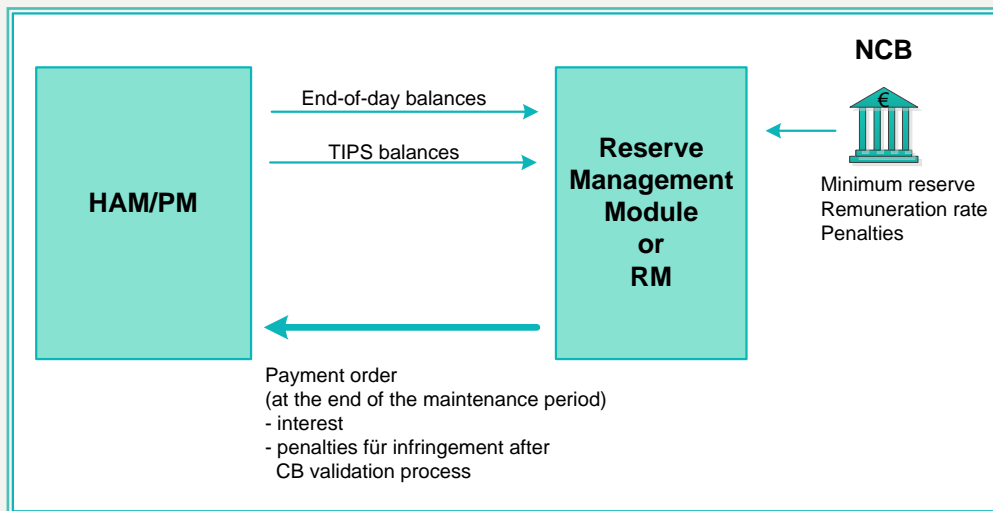 HAM/PM
End-of-day balances
TIPS balances
Reserve
Management
Module
or
RM
NCB
€
Minimum reserve
Remuneration rate
Penalties
Payment order
(at the end of the maintenance period)
- interest
- penalties für infringement after
CB validation process